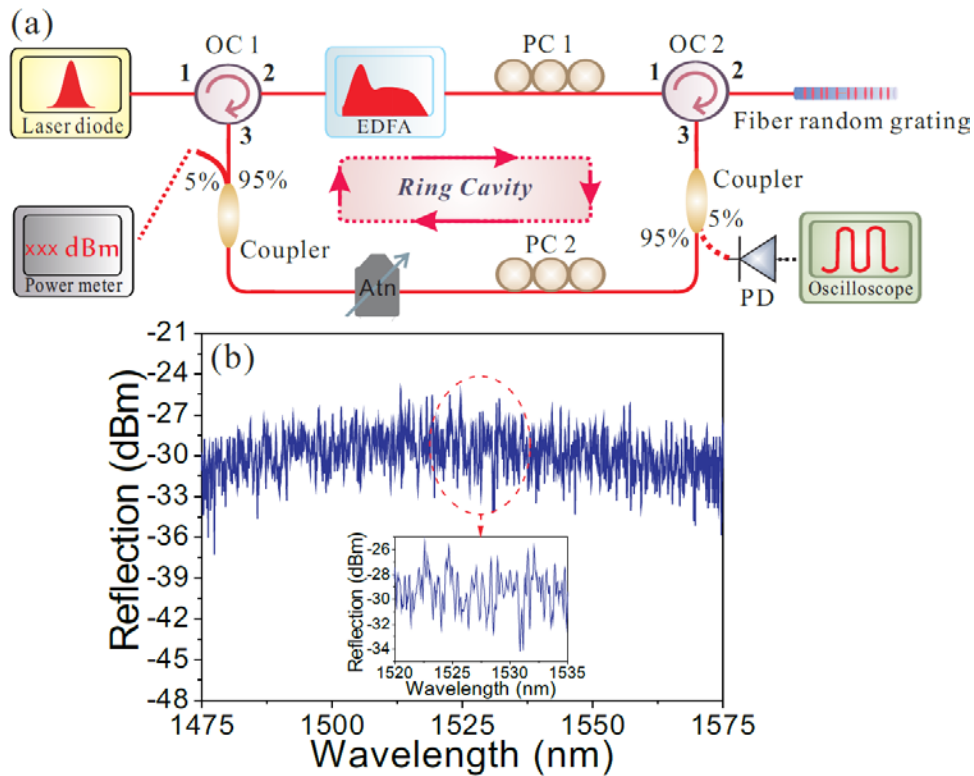 (a)
OC 1
PC 1
OC 2
1 2
1 2
Laser diode
EDFA
Fiber random grating
3
3
5% 95%
Ring Cavity
Coupler
5%
xxx dBm
Coupler
PC 2
95%
Power meter
Atn
PD
Oscilloscope
(b)
Reflection (dBm)
-21
-24
-27
-30
-33
-36
-39
-42
-45
-48
Reflection (dBm)
-26
-28
-30
-32
-34
1520 1525 1530 1535
Wavelength (nm)
1475 1500 1525 1550 1575
Wavelength (nm)